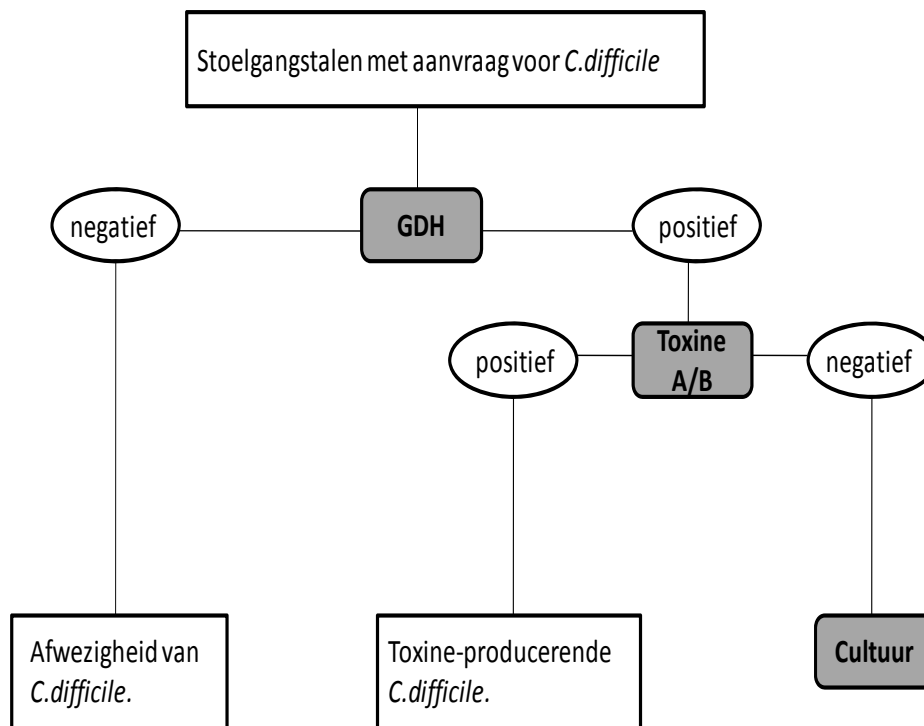 Stoelgangstalen met aanvraag voor C.difficile
negatief
GDH
positief
positief
Toxine
A/B
negatief
Afwezigheid van
C.difficile.
Toxine-producerende
C.difficile.
Cultuur